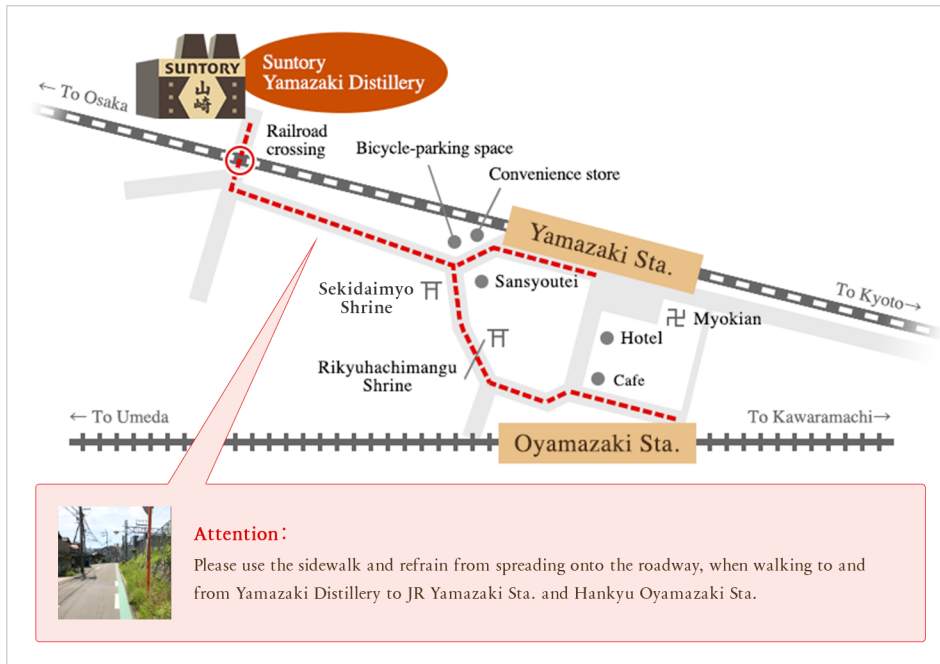 SUNTORY
山
崎
Suntory
Yamazaki Distillery
← To Osaka
Railroad
crossing
Bicycle-parking space
Convenience store
Yamazaki Sta.
Sansyoutei
Sekidaimyo
Shrine
To Kyoto→
卍 Myokian
Hotel
Rikyuhachimangu
Shrine
Cafe
← To Umeda
To Kawaramachi→
Oyamazaki Sta.
Attention:
Please use the sidewalk and refrain from spreading onto the roadway, when walking to and
from Yamazaki Distillery to JR Yamazaki Sta. and Hankyu Oyamazaki Sta.